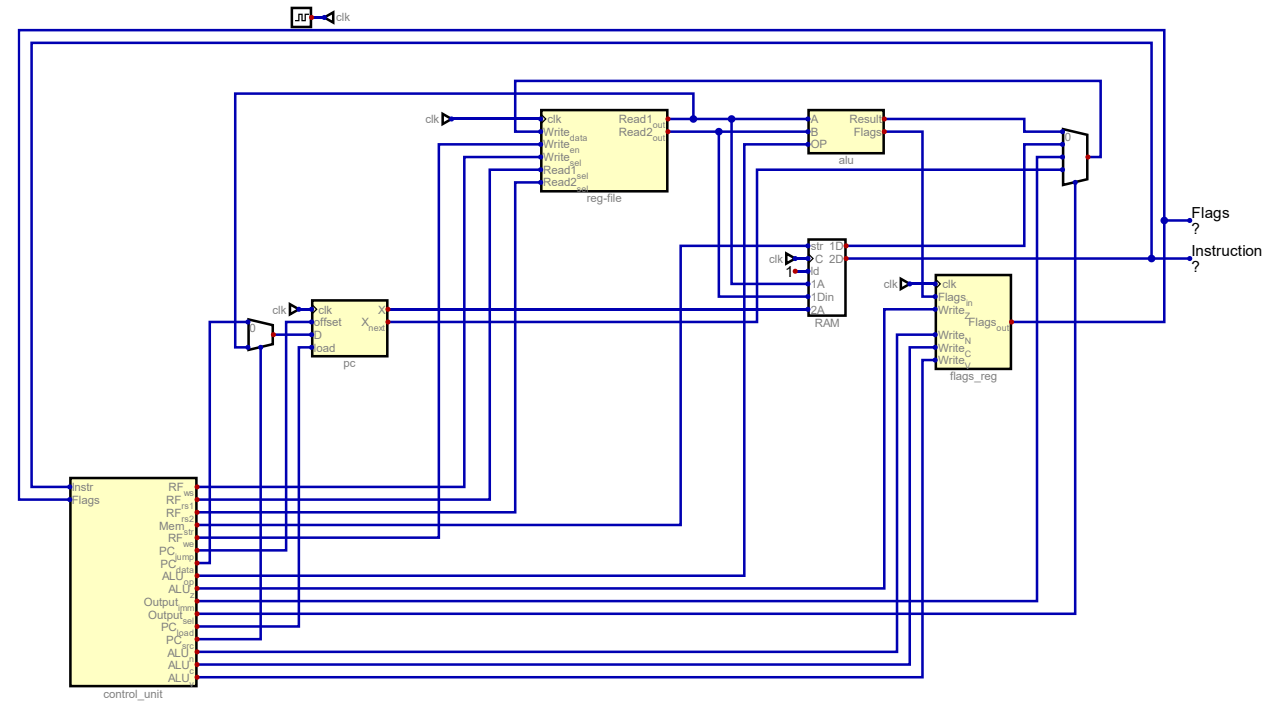 clk
clk
clk
Write data
Write en
Write sel
Read1 sel
Read2 sel
Read1 out
Read2 out
reg-file
A
B
OP
Result
Flags
alu
0
Flags
?
Instruction
?
clk
1
str
C
ld
1A
1Din
2A
1D
2D
RAM
clk
clk
Flags in
Write Z
Write N
Write C
Write V
Flags out
flags_reg
clk
0
clk
offset
D
load
X
X next
pc
Instr
Flags
RF ws
RF rs1
RF rs2
Mem str
RF we
PC jump
PC data
ALU op
ALU z
Output imm
Output sel
PC load
PC src
ALU n
ALU c
ALU
control_unit